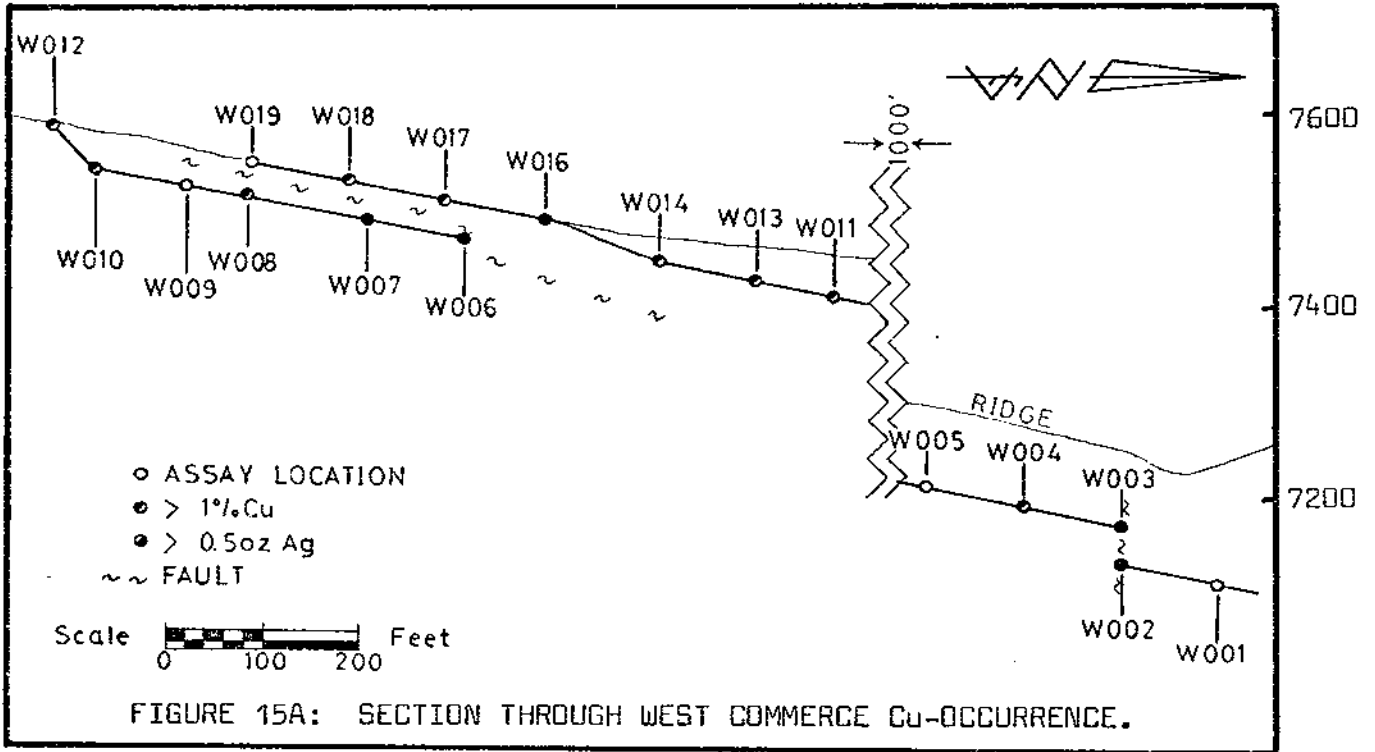 W012
W019
W018
W017
W016
W014
W013
W011
1000'
N
7600
W010
W009
W008
W007
W006
7400
RIDGE
W005
W004
W003
7200
W002
W001
ASSAY LOCATION
> 1% Cu
> 0.5oz Ag
FAULT
Scale
Feet
0 100 200
FIGURE 15A: SECTION THROUGH WEST COMMERCE Cu-OCCURRENCE.